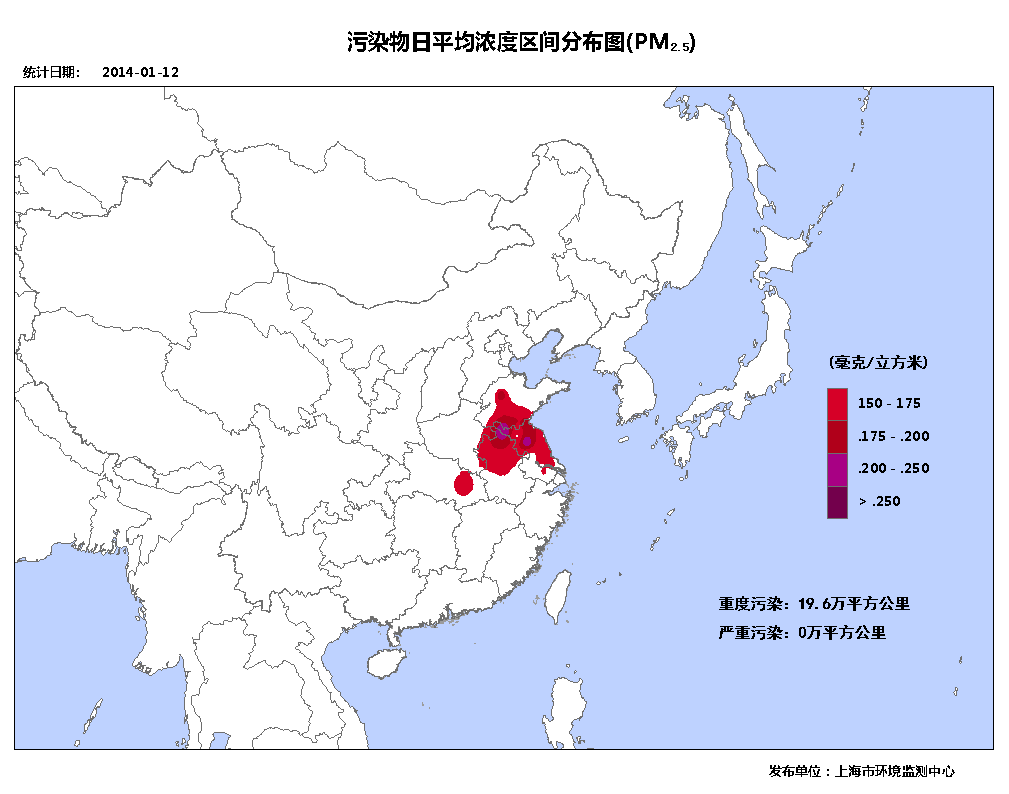 污染物日平均浓度区间分布图(PM2.5)
统计日期: 2014-01-12
(毫克/立方米)
150 - 175
.175 - .200
.200 - .250
> .250
重度污染: 19.6万平方公里
严重污染: 0万平方公里
发布单位:上海市环境监测中心